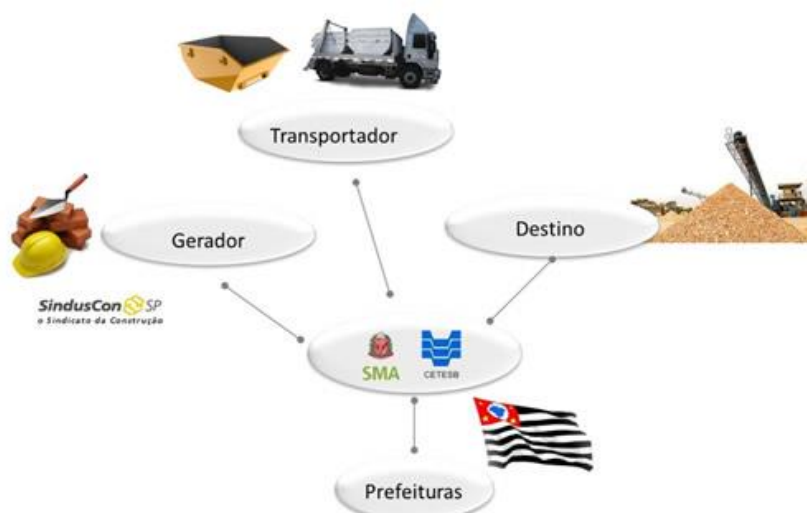 Transportador
Gerador
Destino
SindusCon SP
o Sindicato da Construção
SMA
CETESB
Prefeituras